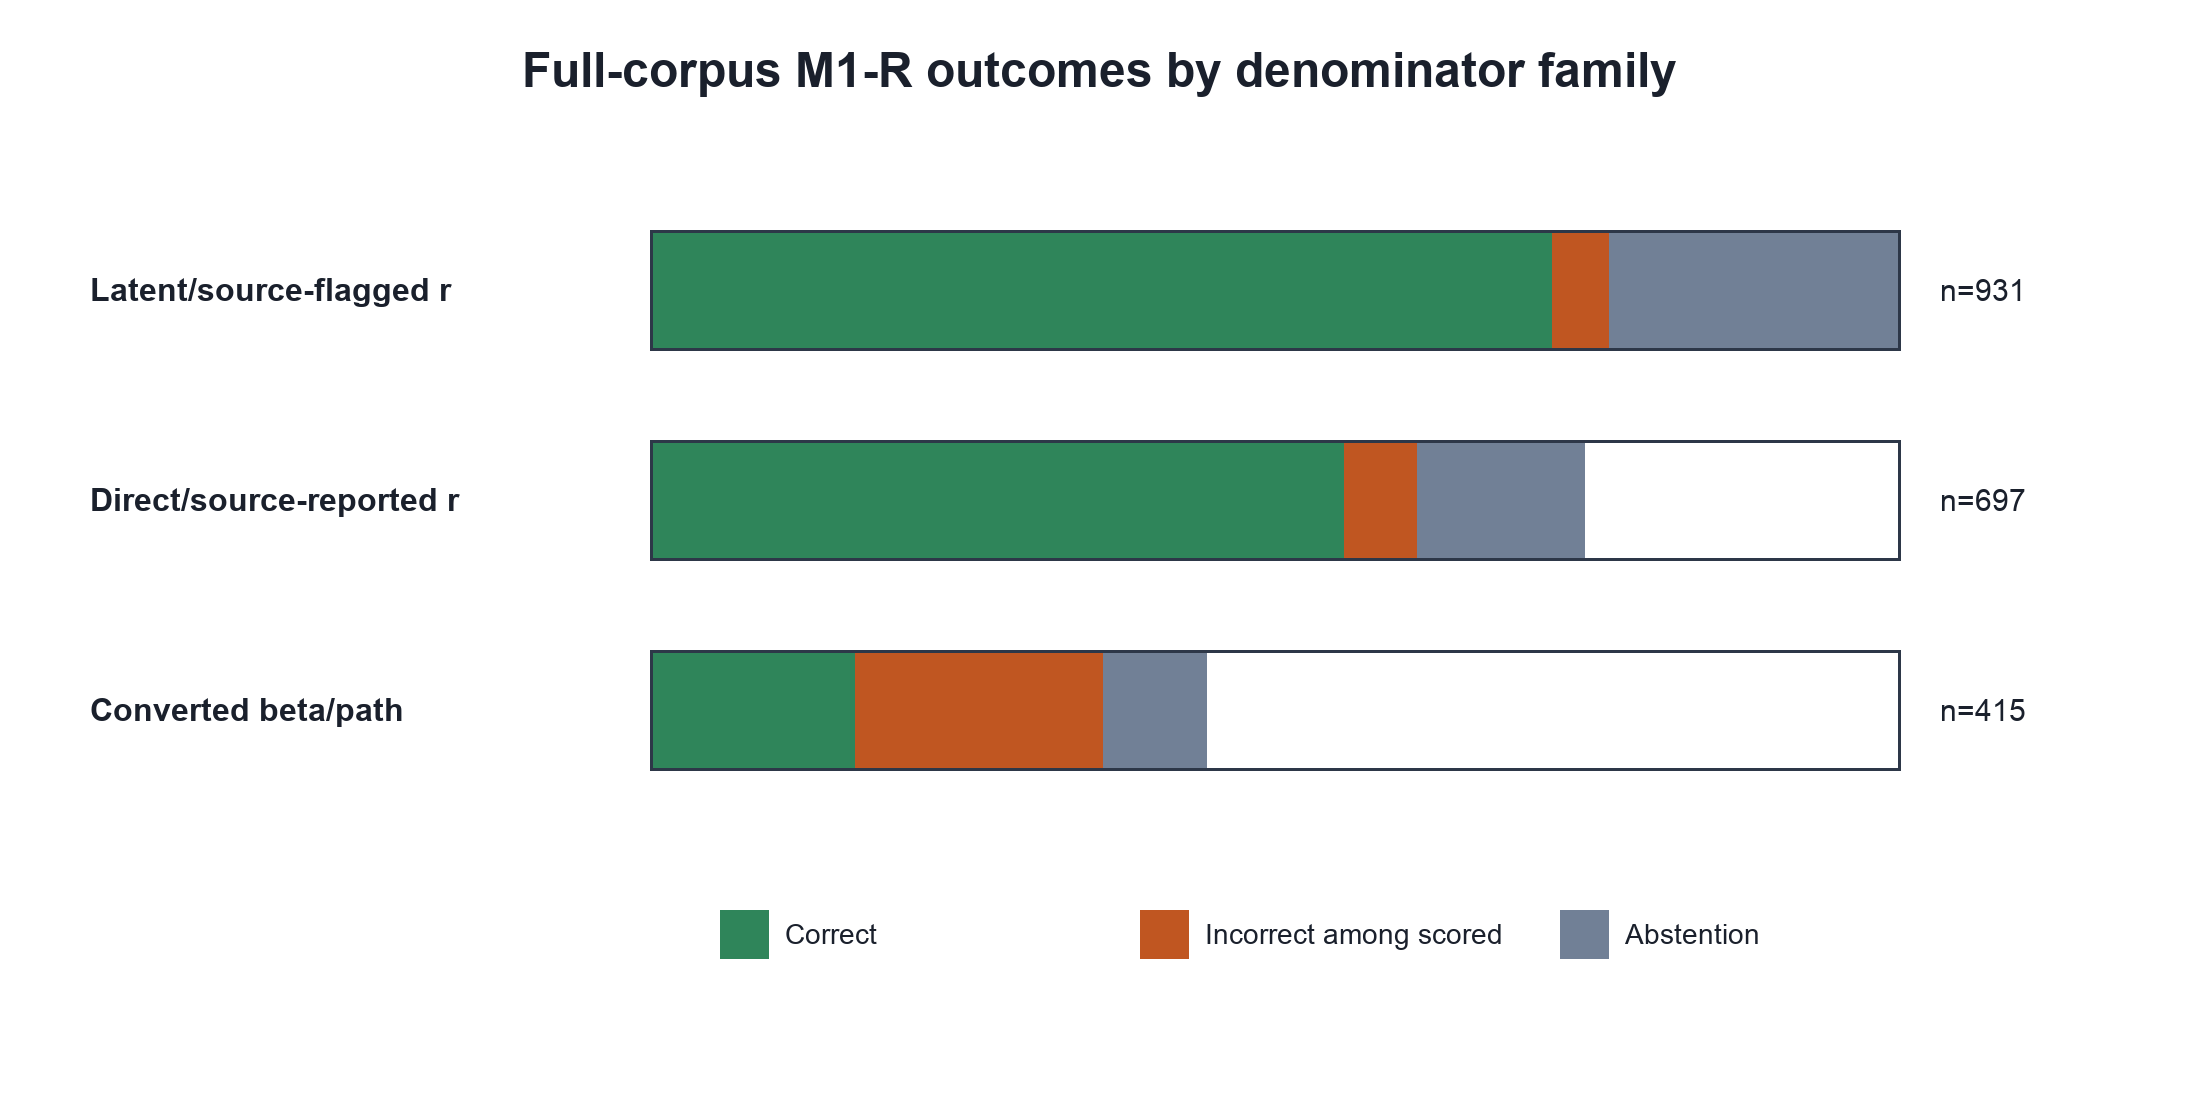 Full-corpus M1-R outcomes by denominator family
Latent/source-flagged r
n=931
Direct/source-reported r
n=697
Converted beta/path
n=415
Correct
Incorrect among scored
Abstention